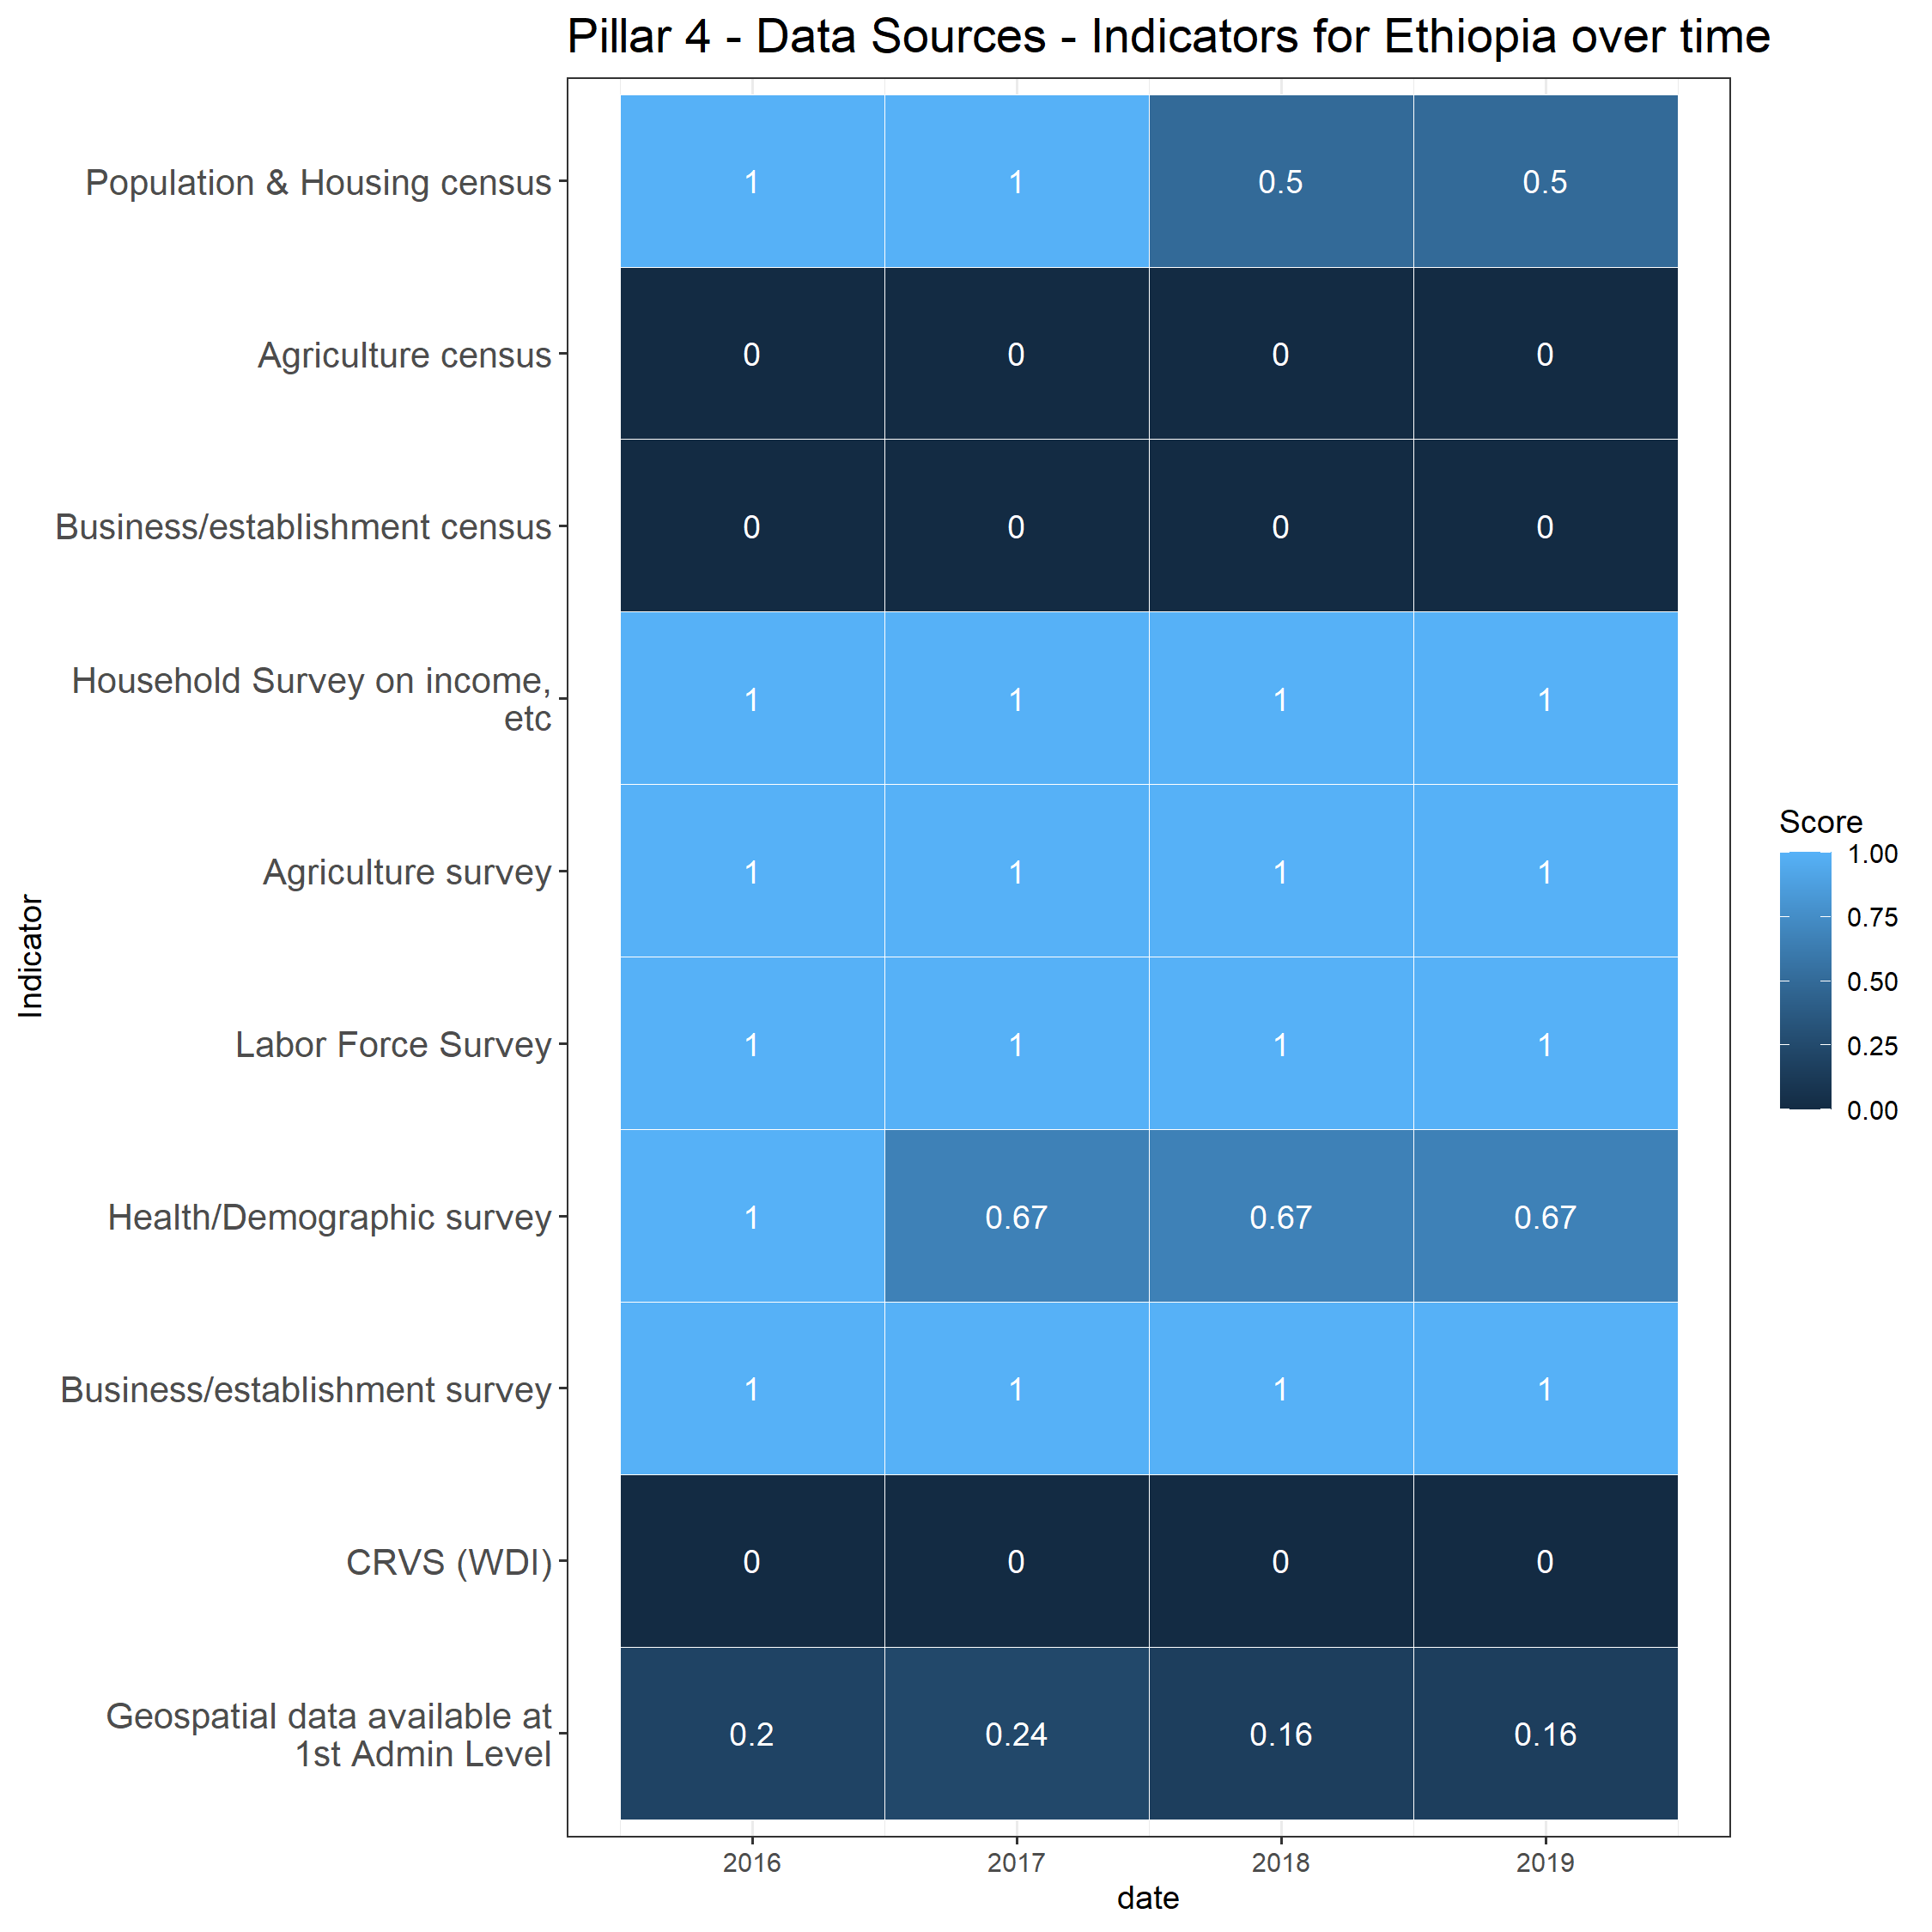 Pillar 4 - Data Sources - Indicators for Ethiopia over time
Indicator
Population & Housing census
1 1 0.5 0.5
Agriculture census
0 0 0 0
Business/establishment census
0 0 0 0
Household Survey on income,
etc
1 1 1 1
Agriculture survey
1 1 1 1
Labor Force Survey
1 1 1 1
Health/Demographic survey
1 0.67 0.67 0.67
Business/establishment survey
1 1 1 1
CRVS (WDI)
0 0 0 0
Geospatial data available at
1st Admin Level
0.2 0.24 0.16 0.16
2016 2017 2018 2019
date
Score
1.00
0.75
0.50
0.25
0.00